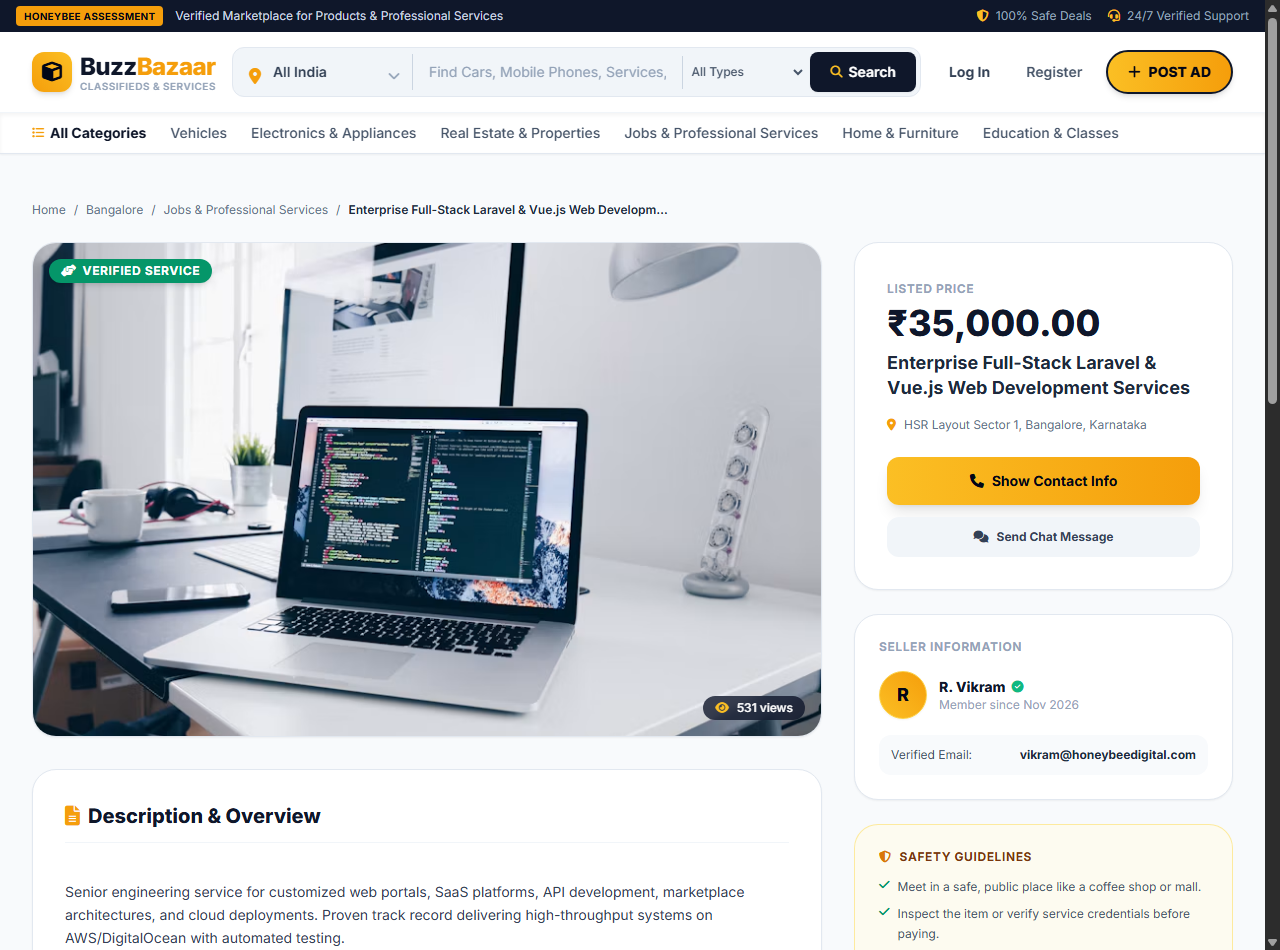 HONEYBEE ASSESSMENT Verified Marketplace for Products & Professional Services 100% Safe Deals 24/7 Verified Support
BuzzBazaar
CLASSIFIEDS & SERVICES
All India Find Cars, Mobile Phones, Services, All Types Search Log In Register + POST AD
All Categories Vehicles Electronics & Appliances Real Estate & Properties Jobs & Professional Services Home & Furniture Education & Classes
Home / Bangalore / Jobs & Professional Services / Enterprise Full-Stack Laravel & Vue.js Web Developm...
VERIFIED SERVICE
531 views
Description & Overview
Senior engineering service for customized web portals, SaaS platforms, API development, marketplace
architectures, and cloud deployments. Proven track record delivering high-throughput systems on
AWS/DigitalOcean with automated testing.
LISTED PRICE
₹35,000.00
Enterprise Full-Stack Laravel &
Vue.js Web Development Services
HSR Layout Sector 1, Bangalore, Karnataka
Show Contact Info
Send Chat Message
SELLER INFORMATION
R
R. Vikram
Member since Nov 2026
Verified Email: vikram@honeybeedigital.com
SAFETY GUIDELINES
Meet in a safe, public place like a coffee shop or mall.
Inspect the item or verify service credentials before
paying.